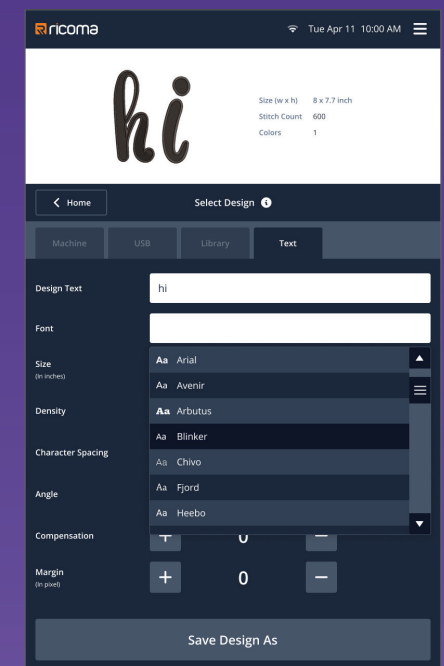 ricoma
Tue Apr 11 10:00 AM
hi
Size (w x h) 8 x 7.7 inch
Stitch Count 600
Colors 1
Home
Select Design
Machine USB Library Text
Design Text hi
Font
Size
(In inches)
Aa Arial
Aa Avenir
Density
Aa Arbutus
Aa Blinker
Character Spacing
Aa Chivo
Angle
Aa Fjord
Aa Heebo
Compensation + 0 −
Margin
(In pixel)
+ 0 −
Save Design As